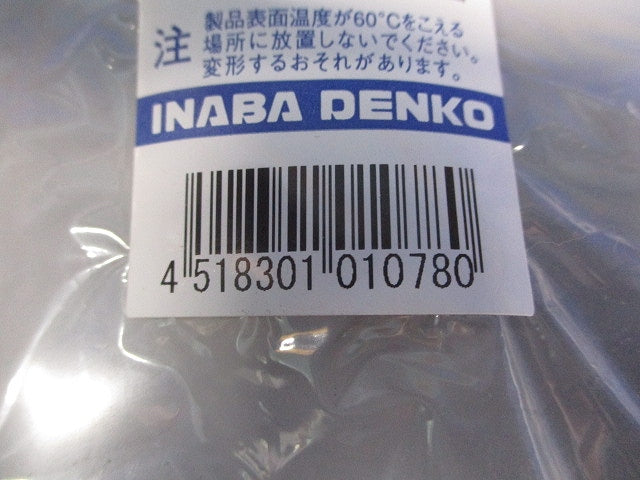 注
製品表面温度が60℃をこえる
場所に放置しないでください。
変形するおそれがあります。
INABA DENKO
4 518301 010780